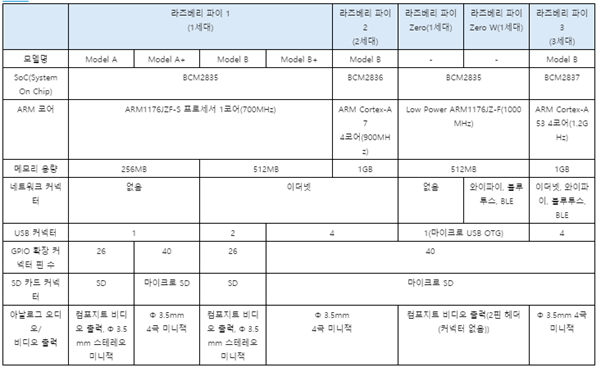 라즈베리 파이 1
(1세대)
라즈베리 파이
2
(2세대)
라즈베리 파이
Zero(1세대)
라즈베리 파이
Zero W(1세대)
라즈베리 파이
3
(3세대)
모델명
Model A
Model A+
Model B
Model B+
Model B
-
-
Model B
SoC(System
On Chip)
BCM2835
BCM2836
BCM2835
BCM2837
ARM 코어
ARM1176JZF-S 프로세서 1코어(700MHz)
ARM Cortex-A
7
4코어(900MH
z)
Low Power ARM1176JZ-F(1000
MHz)
ARM Cortex-A
53 4코어(1.2G
Hz)
메모리 용량
256MB
512MB
1GB
512MB
1GB
네트워크 커넥
터
없음
이더넷
없음
와이파이, 블루
투스, BLE
이더넷, 와이파
이, 블루투스,
BLE
USB 커넥터
1
2
4
1(마이크로 USB OTG)
4
GPIO 확장 커
넥터 핀 수
26
40
26
40
SD 카드 커넥
터
SD
마이크로 SD
SD
마이크로 SD
아날로그 오디
오/
비디오 출력
컴포지트 비디
오 출력, Φ 3.5
mm 스테레오
미니잭
Φ 3.5mm
4극 미니잭
컴포지트 비디
오 출력, Φ 3.5
mm 스테레오
미니잭
Φ 3.5mm
4극 미니잭
컴포지트 비디오 출력(2핀 헤더
(커넥터 없음))
Φ 3.5mm 4극
미니잭